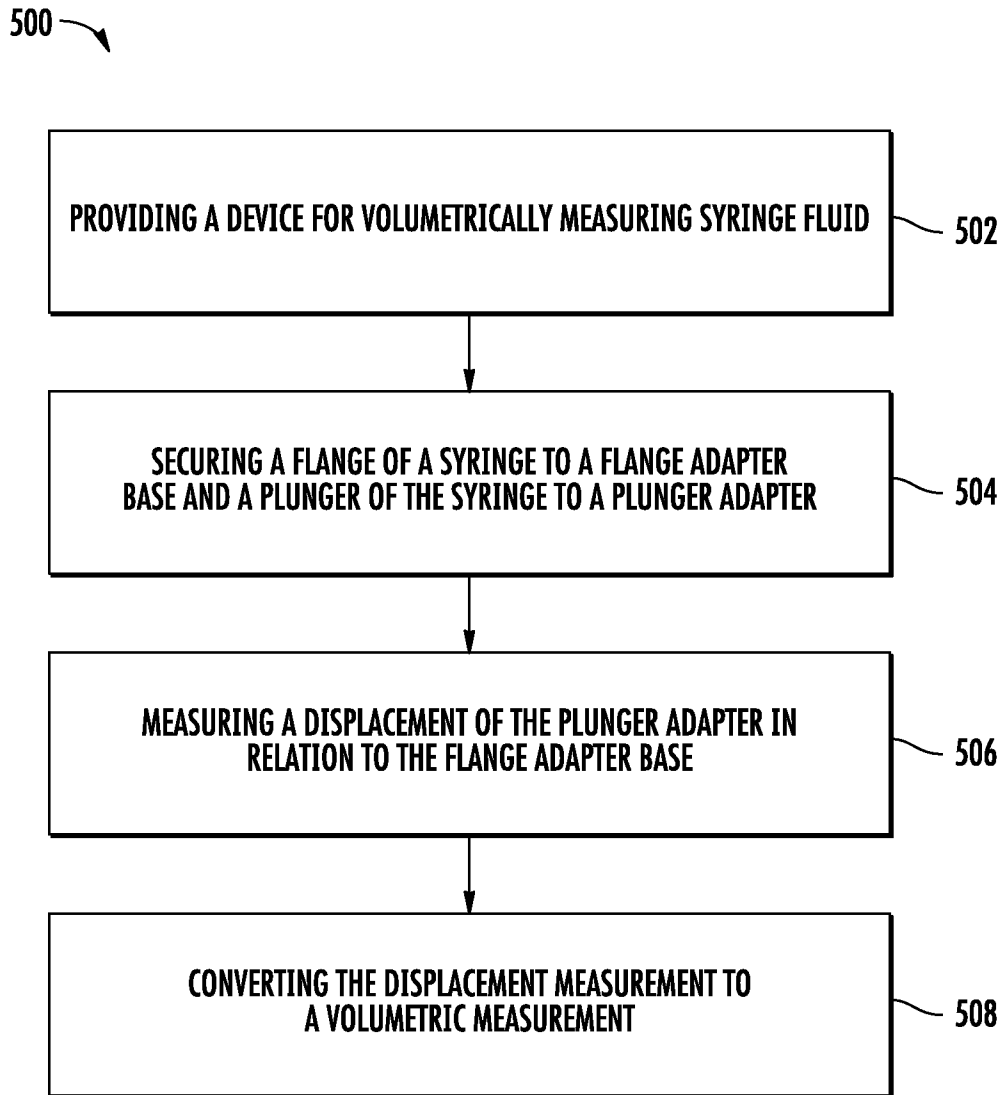 500
PROVIDING A DEVICE FOR VOLUMETRICALLY MEASURING SYRINGE FLUID
502
SECURING A FLANGE OF A SYRINGE TO A FLANGE ADAPTER
BASE AND A PLUNGER OF THE SYRINGE TO A PLUNGER ADAPTER
504
MEASURING A DISPLACEMENT OF THE PLUNGER ADAPTER IN
RELATION TO THE FLANGE ADAPTER BASE
506
CONVERTING THE DISPLACEMENT MEASUREMENT TO
A VOLUMETRIC MEASUREMENT
508